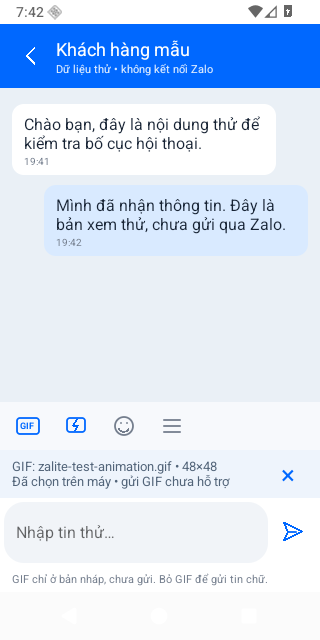 7:42
Khách hàng mẫu
Dữ liệu thử • không kết nối Zalo
Chào bạn, đây là nội dung thử để
kiểm tra bố cục hội thoại.
19:41
Mình đã nhận thông tin. Đây là
bản xem thử, chưa gửi qua Zalo.
19:42
GIF
GIF: zalite-test-animation.gif • 48×48
Đã chọn trên máy • gửi GIF chưa hỗ trợ
Nhập tin thử...
GIF chỉ ở bản nháp, chưa gửi. Bỏ GIF để gửi tin chữ.